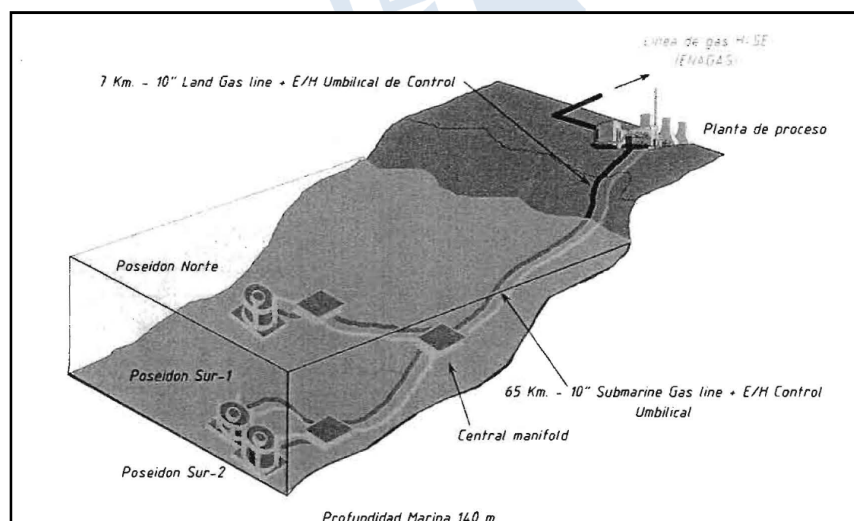 Linea de gas H-SE
(ENAGAS)
7 Km. - 10" Land Gas line + E/H Umbilical de Control
Planta de proceso
Poseidon Norte
Poseidon Sur-1
65 Km. - 10" Submarine Gas line + E/H Control
Umbilical
Central manifold
Poseidon Sur-2
Profundidad Marina 140 m